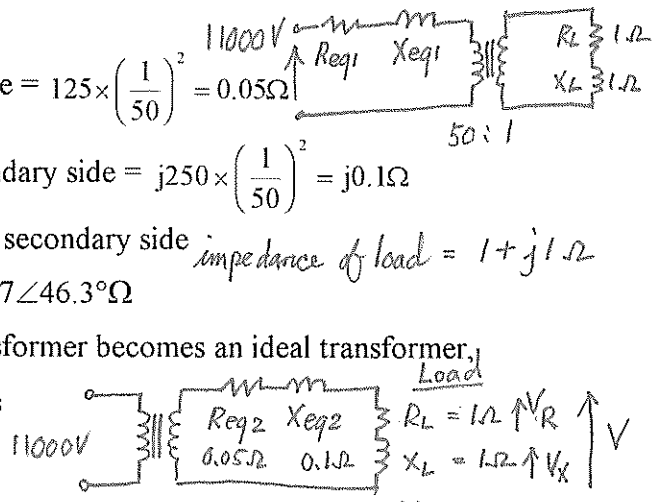 11000V Req1 Xeq1 RL 1Ω
XL 1Ω
e = 125×(1/50)² = 0.05Ω
50:1
ndary side = j250×(1/50)² = j0.1Ω
secondary side impedance of load = 1+j1Ω
7∠46.3°Ω
sformer becomes an ideal transformer,
Load
11000V Req2 Xeq2 RL = 1Ω VR
0.05Ω 0.1Ω XL = 1Ω VX V